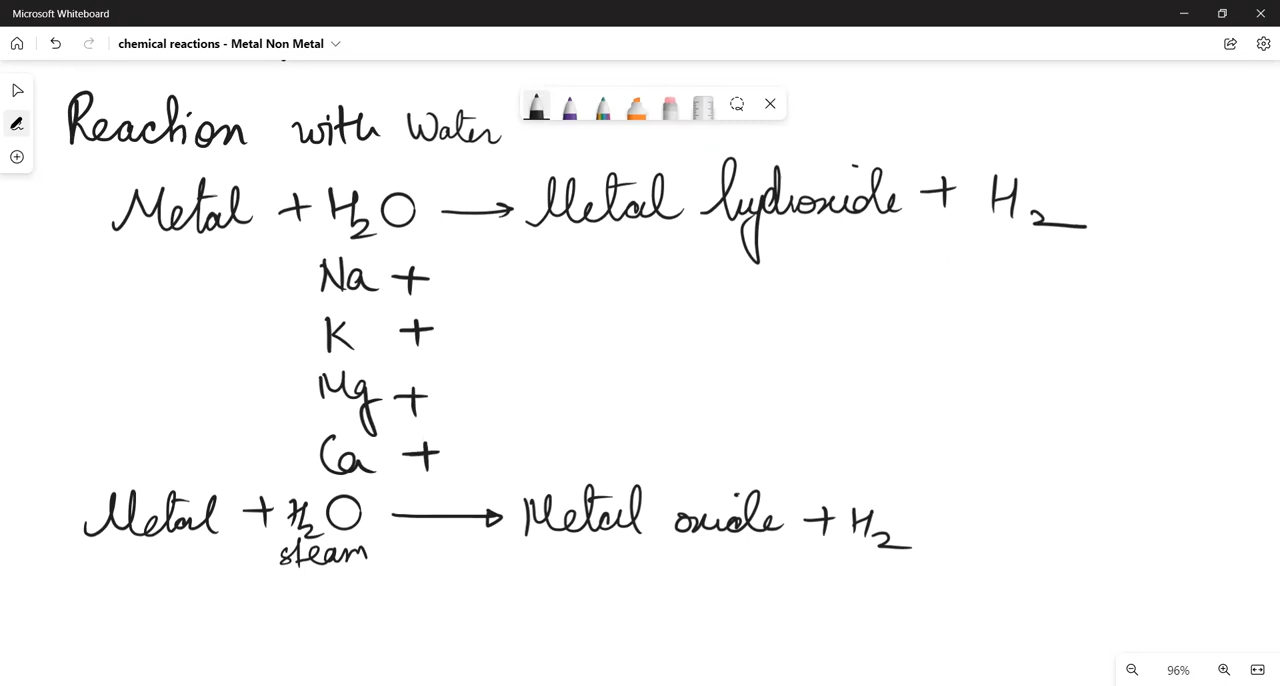 Microsoft Whiteboard
chemical reactions - Metal Non Metal
Reaction with Water
Metal + H₂O → Metal hydroxide + H₂
Na +
K +
Mg +
Ca +
Metal + H₂O → Metal oxide + H₂
steam
96%